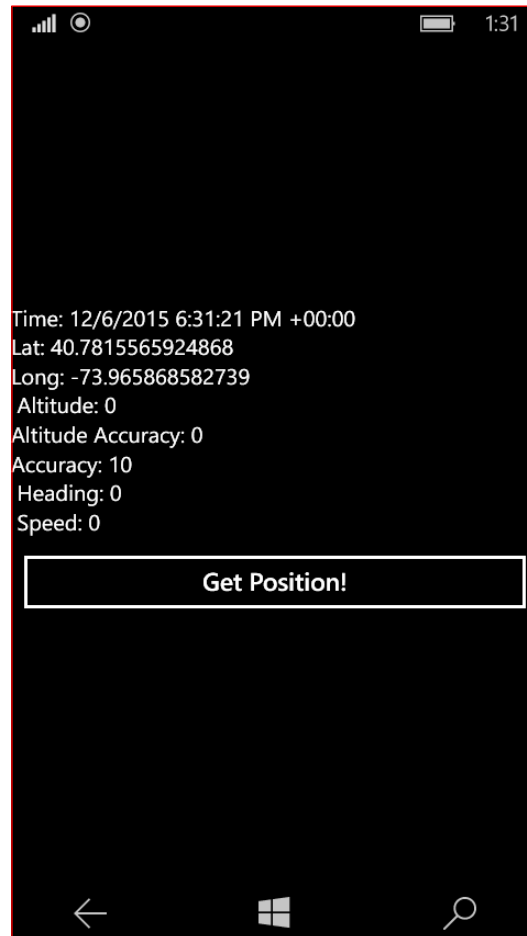 1:31
Time: 12/6/2015 6:31:21 PM +00:00
Lat: 40.7815565924868
Long: -73.965868582739
Altitude: 0
Altitude Accuracy: 0
Accuracy: 10
Heading: 0
Speed: 0
Get Position!